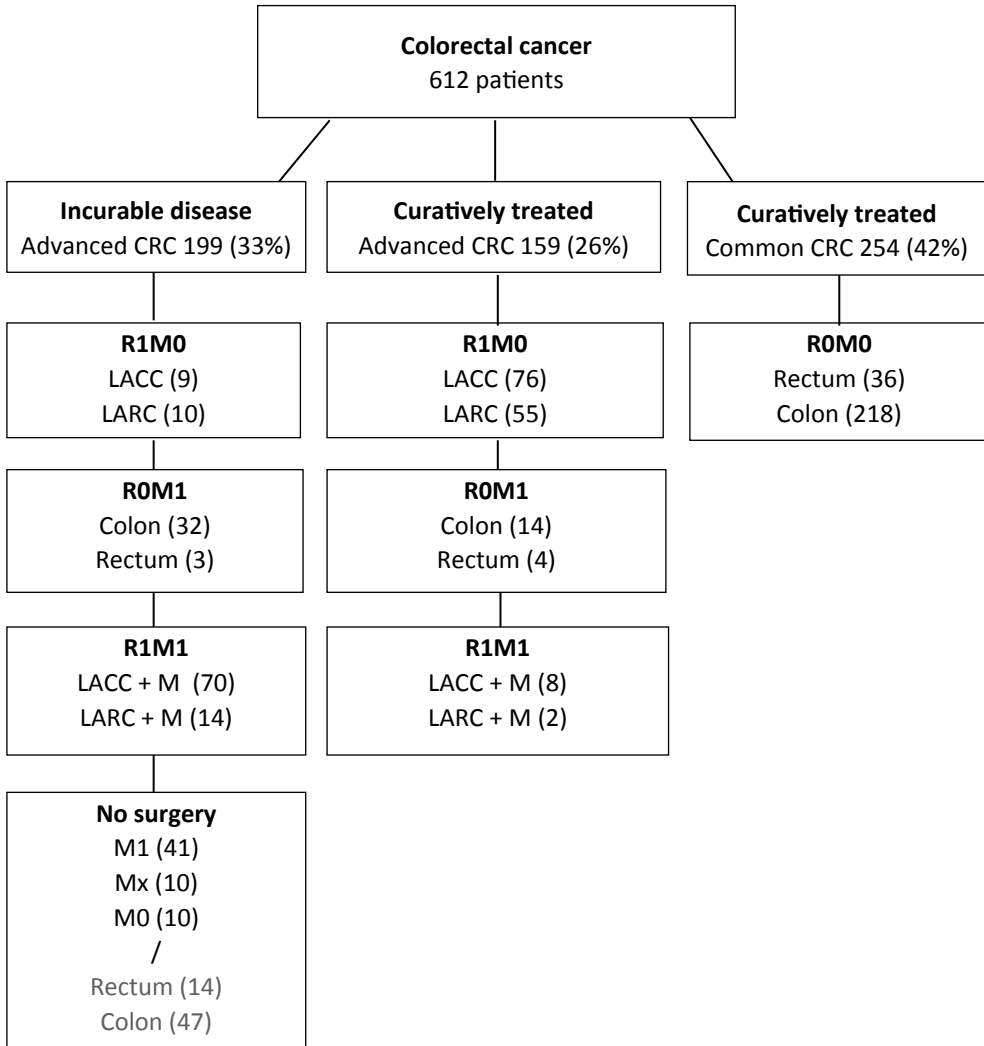 Colorectal cancer
612 patients
Incurable disease
Advanced CRC 199 (33%)
Curatively treated
Advanced CRC 159 (26%)
Curatively treated
Common CRC 254 (42%)
R1M0
LACC (9)
LARC (10)
R1M0
LACC (76)
LARC (55)
R0M0
Rectum (36)
Colon (218)
R0M1
Colon (32)
Rectum (3)
R0M1
Colon (14)
Rectum (4)
R1M1
LACC + M (70)
LARC + M (14)
R1M1
LACC + M (8)
LARC + M (2)
No surgery
M1 (41)
Mx (10)
M0 (10)
/
Rectum (14)
Colon (47)